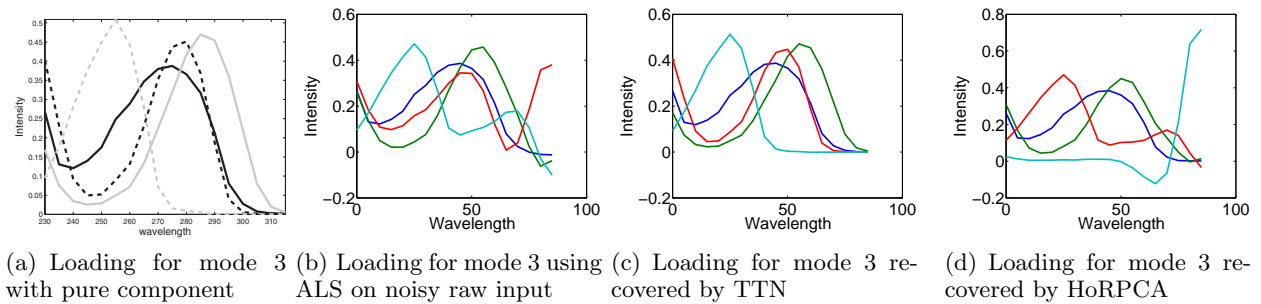 0.5
0.45
0.4
0.35
0.3
0.25
0.2
0.15
0.1
0.05
0
230 240 250 260 270 280 290 300 310
Intensity
wavelength
0.6
0.4
0.2
0
−0.2
0 50 100
Intensity
Wavelength
0.6
0.4
0.2
0
−0.2
0 50 100
Intensity
Wavelength
0.8
0.6
0.4
0.2
0
−0.2
0 50 100
Intensity
Wavelength
(a) Loading for mode 3
with pure component
(b) Loading for mode 3 using
ALS on noisy raw input
(c) Loading for mode 3 re-
covered by TTN
(d) Loading for mode 3 re-
covered by HoRPCA